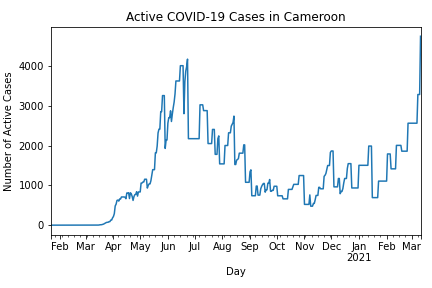 Active COVID-19 Cases in Cameroon
Number of Active Cases
4000
3000
2000
1000
0
Feb Mar Apr May Jun Jul Aug Sep Oct Nov Dec Jan Feb Mar
2021
Day